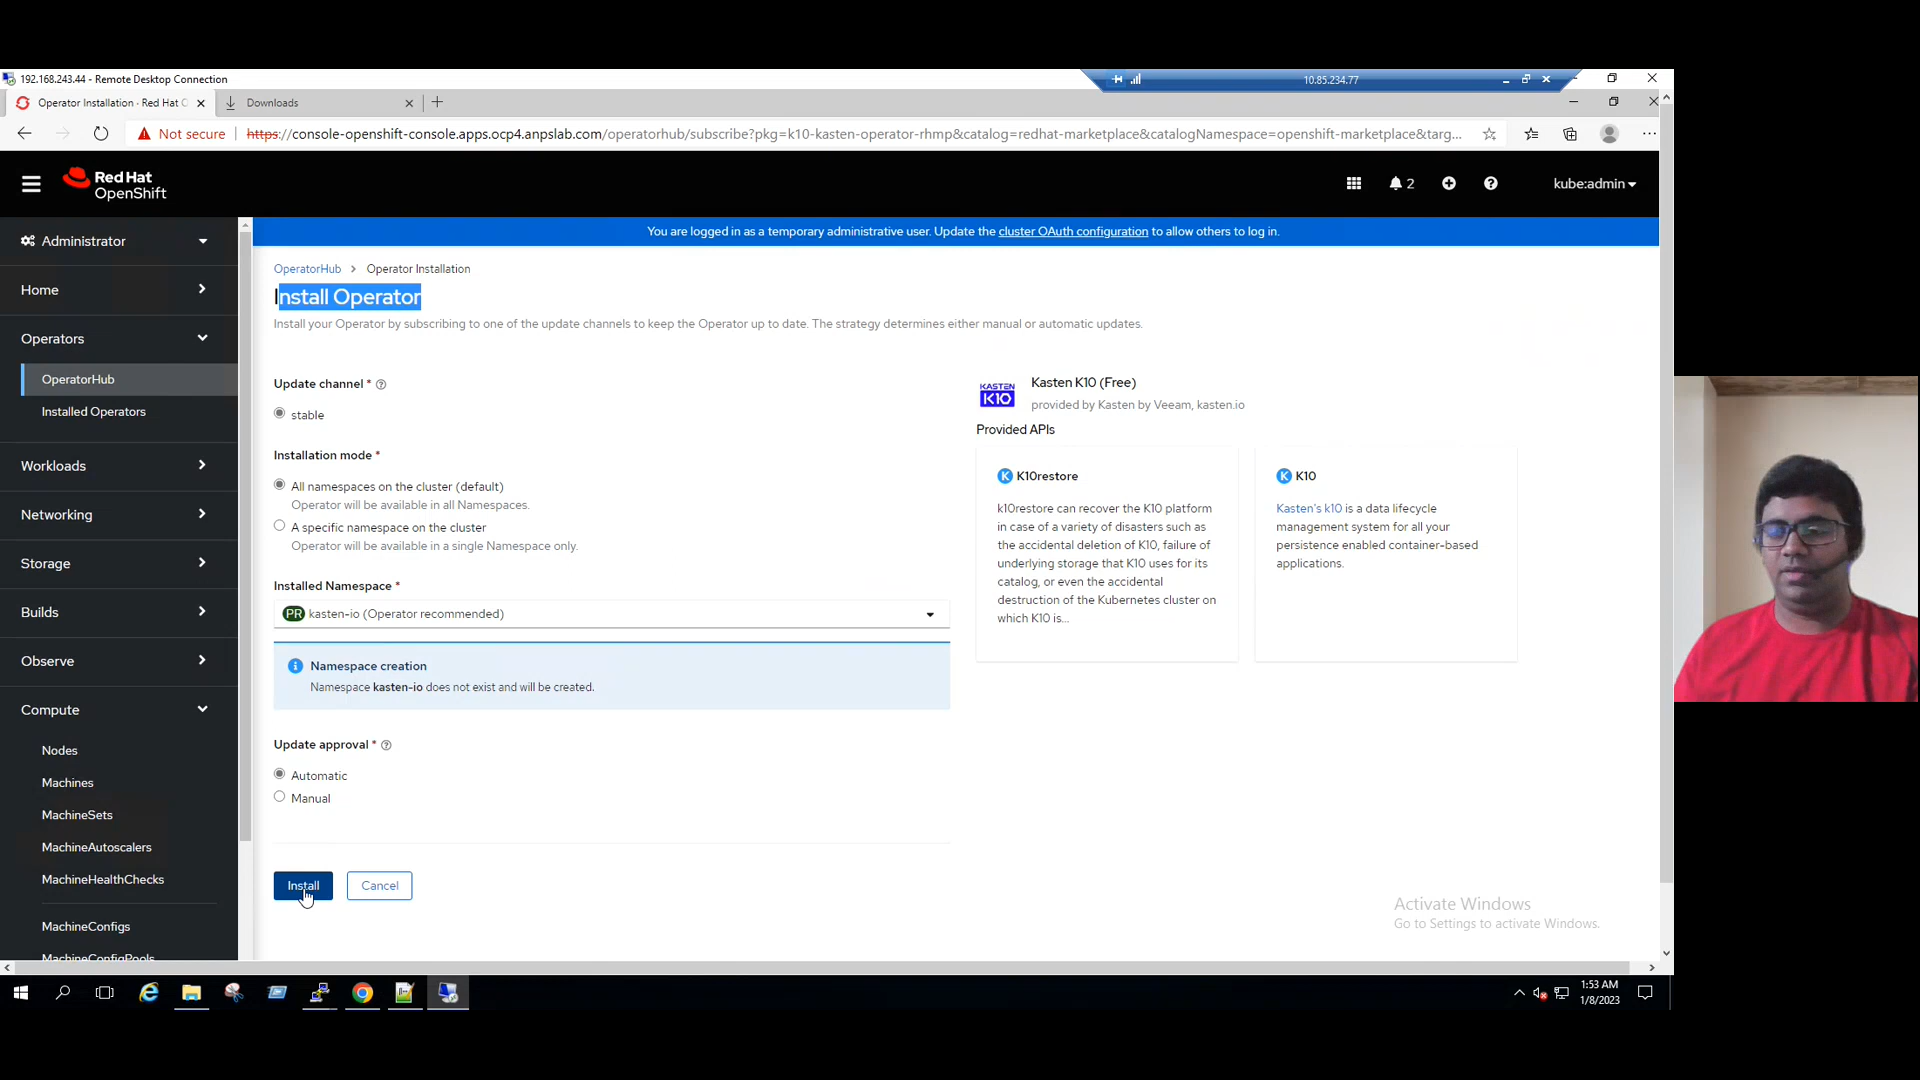 192.168.243.44 - Remote Desktop Connection
10.85.234.77
Operator Installation · Red Hat O
Downloads
Not secure
https://console-openshift-console.apps.ocp4.anpslab.com/operatorhub/subscribe?pkg=k10-kasten-operator-rhmp&catalog=redhat-marketplace&catalogNamespace=openshift-marketplace&targ...
Red Hat
OpenShift
2
kube:admin
You are logged in as a temporary administrative user. Update the cluster OAuth configuration to allow others to log in.
Administrator
Home
Operators
OperatorHub
Installed Operators
Workloads
Networking
Storage
Builds
Observe
Compute
Nodes
Machines
MachineSets
MachineAutoscalers
MachineHealthChecks
MachineConfigs
MachineConfigPools
OperatorHub
Operator Installation
Install Operator
Install your Operator by subscribing to one of the update channels to keep the Operator up to date. The strategy determines either manual or automatic updates.
Update channel *
stable
Installation mode *
All namespaces on the cluster (default)
Operator will be available in all Namespaces.
A specific namespace on the cluster
Operator will be available in a single Namespace only.
Installed Namespace *
PR kasten-io (Operator recommended)
Namespace creation
Namespace kasten-io does not exist and will be created.
Update approval *
Automatic
Manual
Install
Cancel
KASTEN
K10
Kasten K10 (Free)
provided by Kasten by Veeam, kasten.io
Provided APIs
K K10restore
k10restore can recover the K10 platform
in case of a variety of disasters such as
the accidental deletion of K10, failure of
underlying storage that K10 uses for its
catalog, or even the accidental
destruction of the Kubernetes cluster on
which K10 is...
K K10
Kasten's k10 is a data lifecycle
management system for all your
persistence enabled container-based
applications.
Activate Windows
Go to Settings to activate Windows.
1:53 AM
1/8/2023